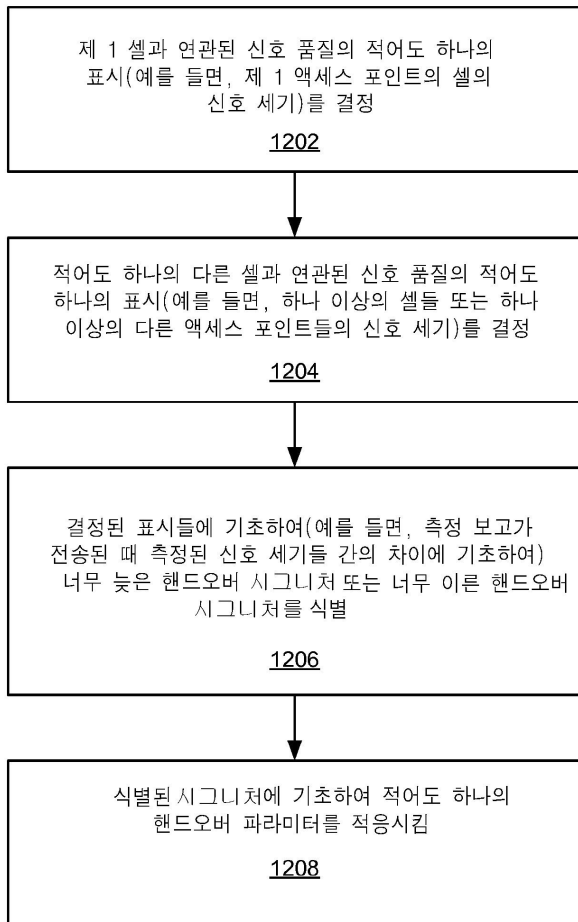 제 1 셀과 연관된 신호 품질의 적어도 하나의
표시(예를 들면, 제 1 액세스 포인트의 셀의
신호 세기)를 결정
1202
적어도 하나의 다른 셀과 연관된 신호 품질의 적어도
하나의 표시(예를 들면, 하나 이상의 셀들 또는 하나
이상의 다른 액세스 포인트들의 신호 세기)를 결정
1204
결정된 표시들에 기초하여(예를 들면, 측정 보고가
전송된 때 측정된 신호 세기들 간의 차이에 기초하여)
너무 늦은 핸드오버 시그니처 또는 너무 이른 핸드오버
시그니처를 식별
1206
식별된 시그니처에 기초하여 적어도 하나의
핸드오버 파라미터를 적응시킴
1208